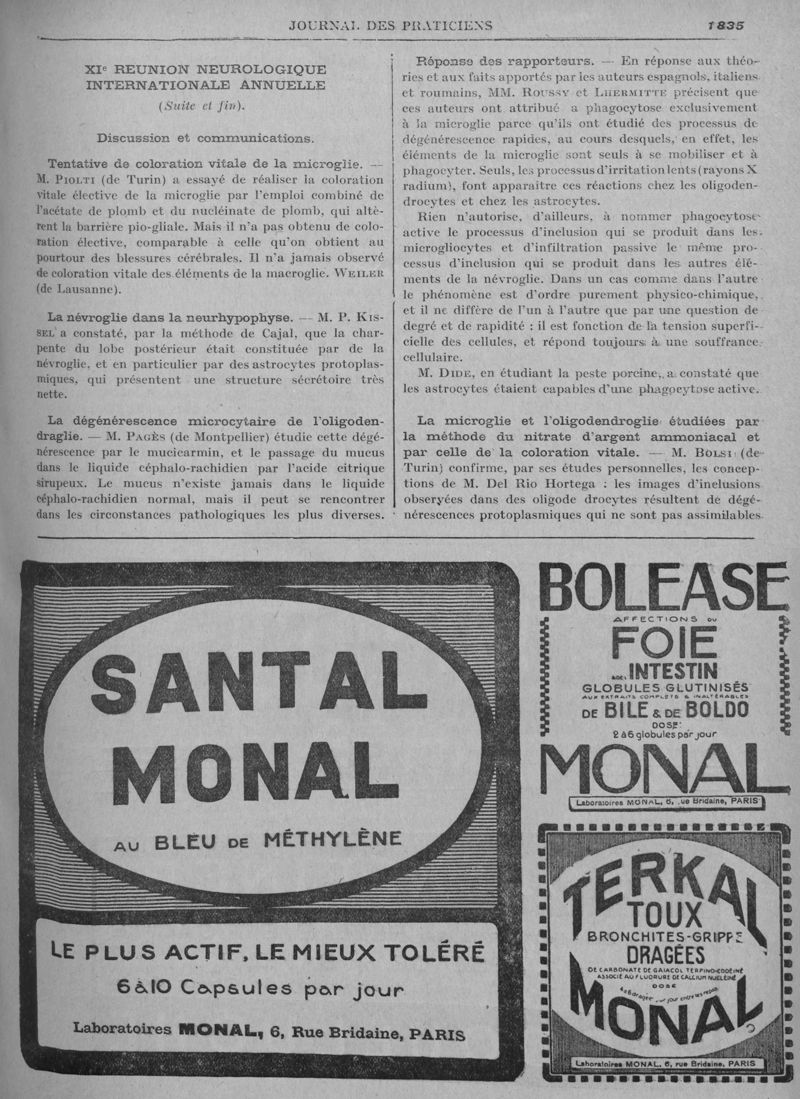 JOURNAL DES PRATICIENS 1835
XIe REUNION NEUROLOGIQUE
INTERNATIONALE ANNUELLE
(Suite et fin).
Discussion et communications.
Tentative de coloration vitale de la microglie. —
M. PIOLTI (de Turin) a essayé de réaliser la coloration
vitale élective de la microglie par l'emploi combiné de
l'acétate de plomb et du nucléinate de plomb, qui altè-
rent la barrière pio-gliale. Mais il n'a pas obtenu de colo-
ration élective, comparable à celle qu'on obtient au
pourtour des blessures cérébrales. Il n'a jamais observé
de coloration vitale des éléments de la macroglie. WEILER
(de Lausanne).
La névroglie dans la neurhypophyse. — M. P. KIS-
SEL a constaté, par la méthode de Cajal, que la char-
pente du lobe postérieur était constituée par de la
névroglie, et en particulier par des astrocytes protoplas-
miques, qui présentent une structure sécrétoire très
nette.
La dégénérescence microcytaire de l'oligoden-
draglie. — M. PAGÈS (de Montpellier) étudie cette dégé-
nérescence par le mucicarmin, et le passage du mucus
dans le liquide céphalo-rachidien par l'acide citrique
sirupeux. Le mucus n'existe jamais dans le liquide
céphalo-rachidien normal, mais il peut se rencontrer
dans les circonstances pathologiques les plus diverses.
Réponse des rapporteurs. — En réponse aux théo-
ries et aux faits apportés par les auteurs espagnols, italiens
et roumains, MM. ROUSSY et LHERMITTE précisent que
ces auteurs ont attribué a phagocytose exclusivement
à la microglie parce qu'ils ont étudié des processus de
dégénérescence rapides, au cours desquels, en effet, les
éléments de la microglie sont seuls à se mobiliser et à
phagocyter. Seuls, les processus d'irritation lents (rayons X
radium), font apparaître ces réactions chez les oligoden-
drocytes et chez les astrocytes.
Rien n'autorise, d'ailleurs, à nommer phagocytose
active le processus d'inclusion qui se produit dans les
microgliocytes et d'infiltration passive le même pro-
cessus d'inclusion qui se produit dans les autres élé-
ments de la névroglie. Dans un cas comme dans l'autre
le phénomène est d'ordre purement physico-chimique,
et il ne diffère de l'un à l'autre que par une question de
degré et de rapidité : il est fonction de la tension superfi-
cielle des cellules, et répond toujours à une souffrance
cellulaire.
M. DIDE, en étudiant la peste porcine, a constaté que
les astrocytes étaient capables d'une phagocytose active.
La microglie et l'oligodendroglie étudiées par
la méthode du nitrate d'argent ammoniacal et
par celle de la coloration vitale. — M. BOLSI (de
Turin) confirme, par ses études personnelles, les concep-
tions de M. Del Rio Hortega : les images d'inclusions
observées dans des oligode drocytes résultent de dégé-
nérescences protoplasmiques qui ne sont pas assimilables
SANTAL
MONAL
AU BLEU DE MÉTHYLÈNE
LE PLUS ACTIF, LE MIEUX TOLÉRÉ
6 à 10 Capsules par jour
Laboratoires MONAL, 6, Rue Bridaine, PARIS
BOLEASE
AFFECTIONS DU
FOIE
& DE L'INTESTIN
GLOBULES GLUTINISÉS
AUX EXTRAITS COMPLETS & INALTÉRABLES
DE BILE & DE BOLDO
DOSE:
2 à 6 globules par jour
MONAL
Laboratoires MONAL, 6, rue Bridaine, PARIS
TERKAL
TOUX
BRONCHITES-GRIPPE
DRAGÉES
DE CARBONATE DE GAIACOL TERPINO-CODÉINÉ
ASSOCIÉ AU FLUORURE DE CALCIUM NUCLÉINÉ
DOSE
par jour entre les repas
MONAL
Laboratoires MONAL, 6, rue Bridaine, PARIS